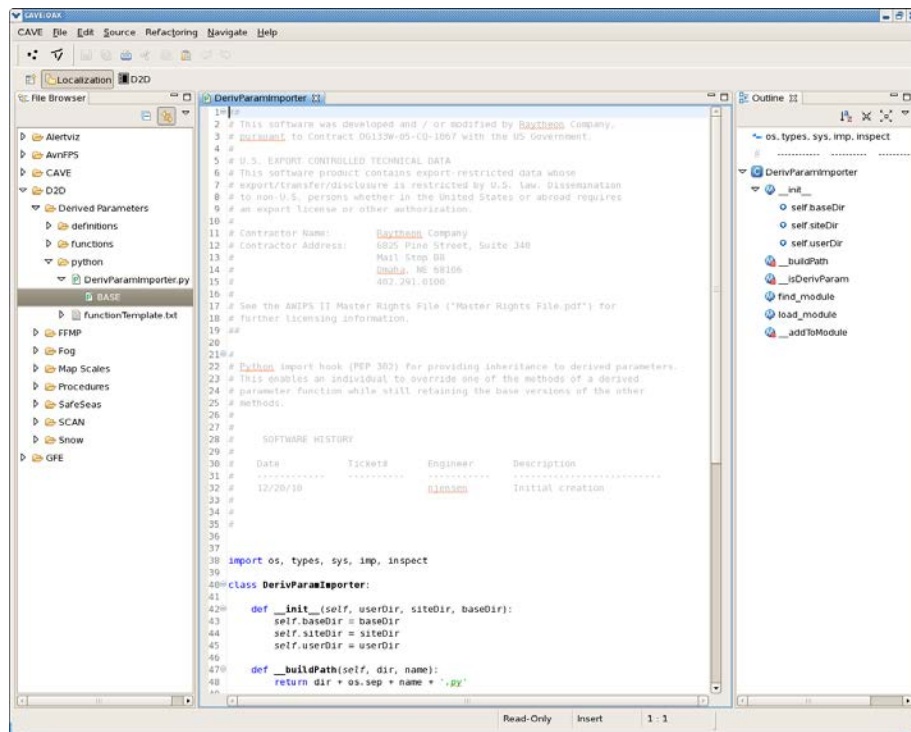 CAVE:OAX
CAVE File Edit Source Refactoring Navigate Help
Localization D2D
File Browser
Alertviz
AvnFPS
CAVE
D2D
Derived Parameters
definitions
functions
python
DerivParamImporter.py
BASE
functionTemplate.txt
FFMP
Fog
Map Scales
Procedures
SafeSeas
SCAN
Snow
GFE
DerivParamImporter
1 ##
2 # This software was developed and / or modified by Raytheon Company,
3 # pursuant to Contract DG133W-05-CQ-1067 with the US Government.
4 #
5 # U.S. EXPORT CONTROLLED TECHNICAL DATA
6 # This software product contains export-restricted data whose
7 # export/transfer/disclosure is restricted by U.S. law. Dissemination
8 # to non-U.S. persons whether in the United States or abroad requires
9 # an export license or other authorization.
10 #
11 # Contractor Name: Raytheon Company
12 # Contractor Address: 6825 Pine Street, Suite 340
13 # Mail Stop B8
14 # Omaha, NE 68106
15 # 402.291.0100
16 #
17 # See the AWIPS II Master Rights File ("Master Rights File.pdf") for
18 # further licensing information.
19 ##
20
21 #
22 # Python import hook (PEP 302) for providing inheritance to derived parameters.
23 # This enables an individual to override one of the methods of a derived
24 # parameter function while still retaining the base versions of the other
25 # methods.
26 #
27 #
28 # SOFTWARE HISTORY
29 #
30 # Date Ticket# Engineer Description
31 # ------------ ---------- ----------- --------------------------
32 # 12/20/10 njensen Initial creation
33 #
34 #
35 #
36
37
38 import os, types, sys, imp, inspect
39
40 class DerivParamImporter:
41
42 def __init__(self, userDir, siteDir, baseDir):
43 self.baseDir = baseDir
44 self.siteDir = siteDir
45 self.userDir = userDir
46
47 def __buildPath(self, dir, name):
48 return dir + os.sep + name + '.py'
49
Outline
os, types, sys, imp, inspect
# ------------ ---------- --------
DerivParamImporter
__init__
self.baseDir
self.siteDir
self.userDir
__buildPath
__isDerivParam
find_module
load_module
__addToModule
Read-Only Insert 1 : 1